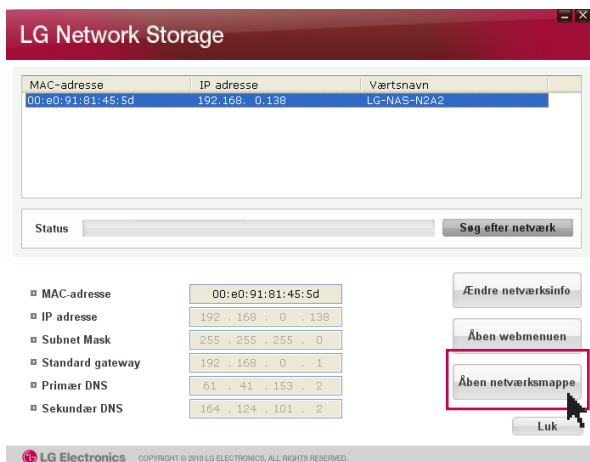 LG Network Storage
MAC-adresse IP adresse Værtsnavn
00:e0:91:81:45:5d 192.168. 0.138 LG-NAS-N2A2
Status Søg efter netværk
MAC-adresse 00:e0:91:81:45:5d
Ændre netværksinfo
IP adresse 192 . 168 . 0 . 138
Subnet Mask 255 . 255 . 255 . 0
Åben webmenuen
Standard gateway 192 . 168 . 0 . 1
Primær DNS 61 . 41 . 153 . 2
Åben netværksmappe
Sekundær DNS 164 . 124 . 101 . 2
Luk
LG Electronics COPYRIGHT © 2010 LG ELECTRONICS, ALL RIGHTS RESERVED.